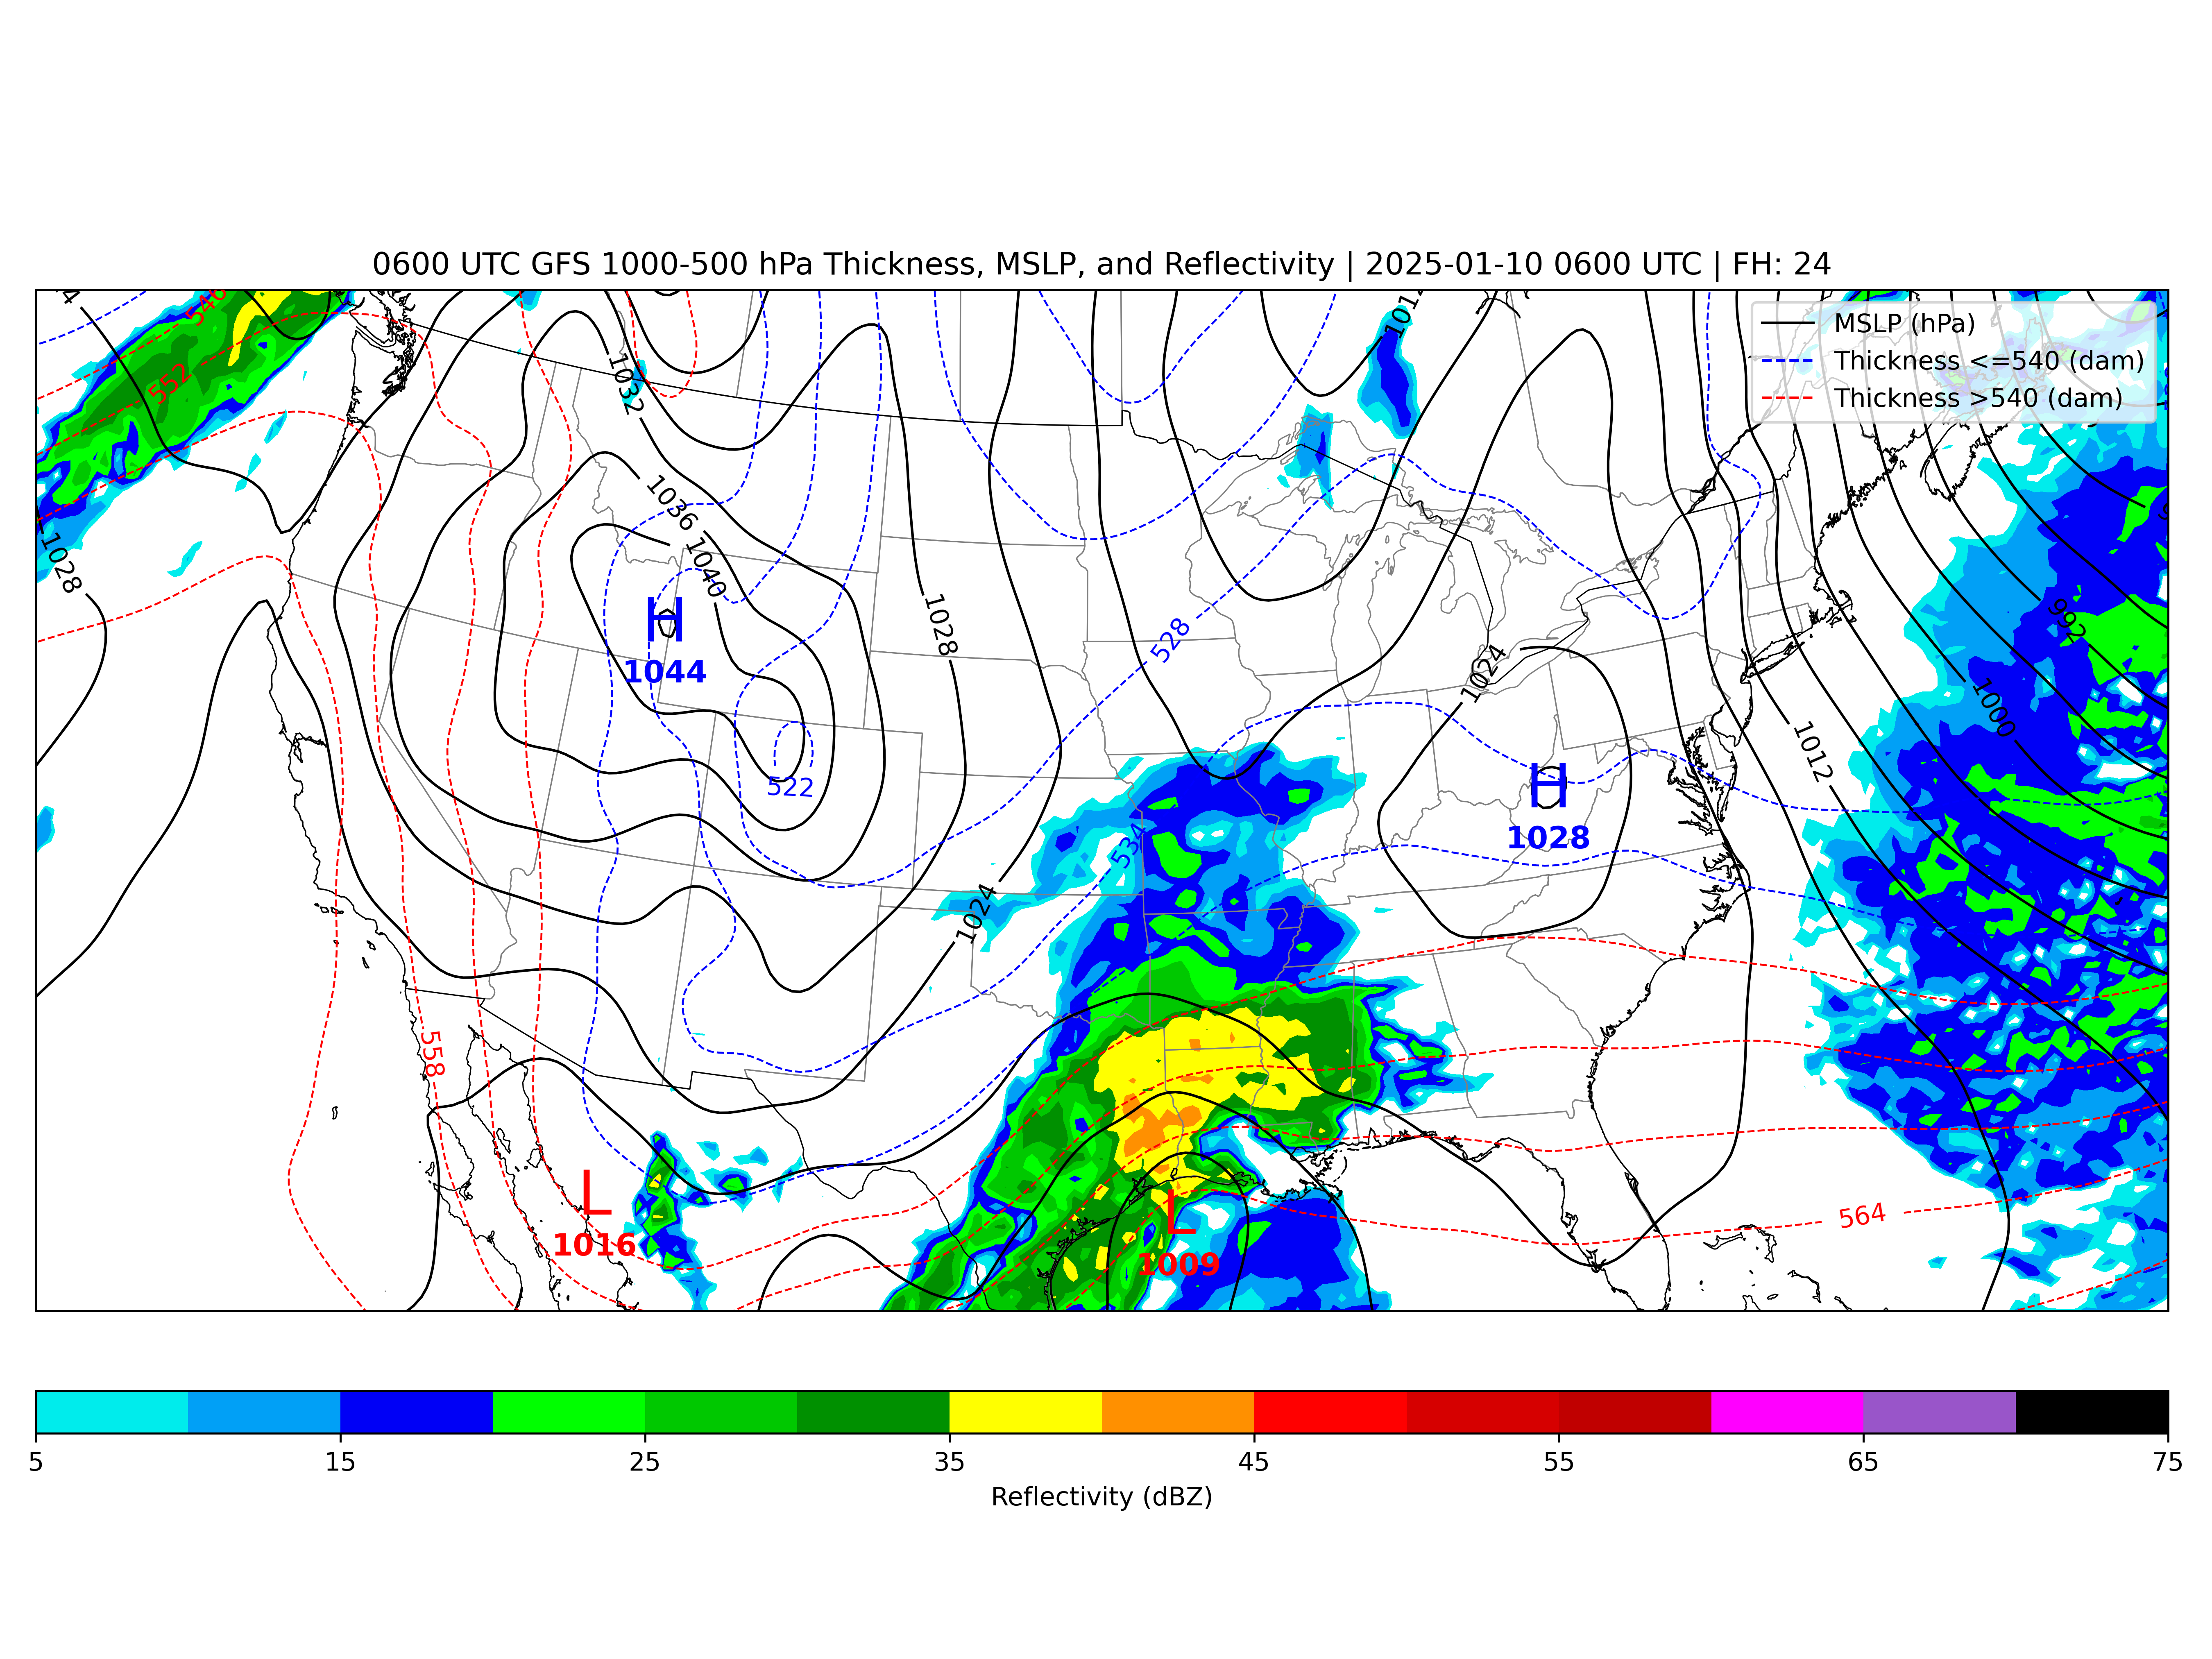 0600 UTC GFS 1000-500 hPa Thickness, MSLP, and Reflectivity | 2025-01-10 0600 UTC | FH: 24
MSLP (hPa)
Thickness <=540 (dam)
Thickness >540 (dam)
546
552
1032
1036
1040
1028
1028
528
992
1000
1012
1024
H
1044
522
H
1028
534
1024
558
L
1016
L
1009
564
5 15 25 35 45 55 65 75
Reflectivity (dBZ)